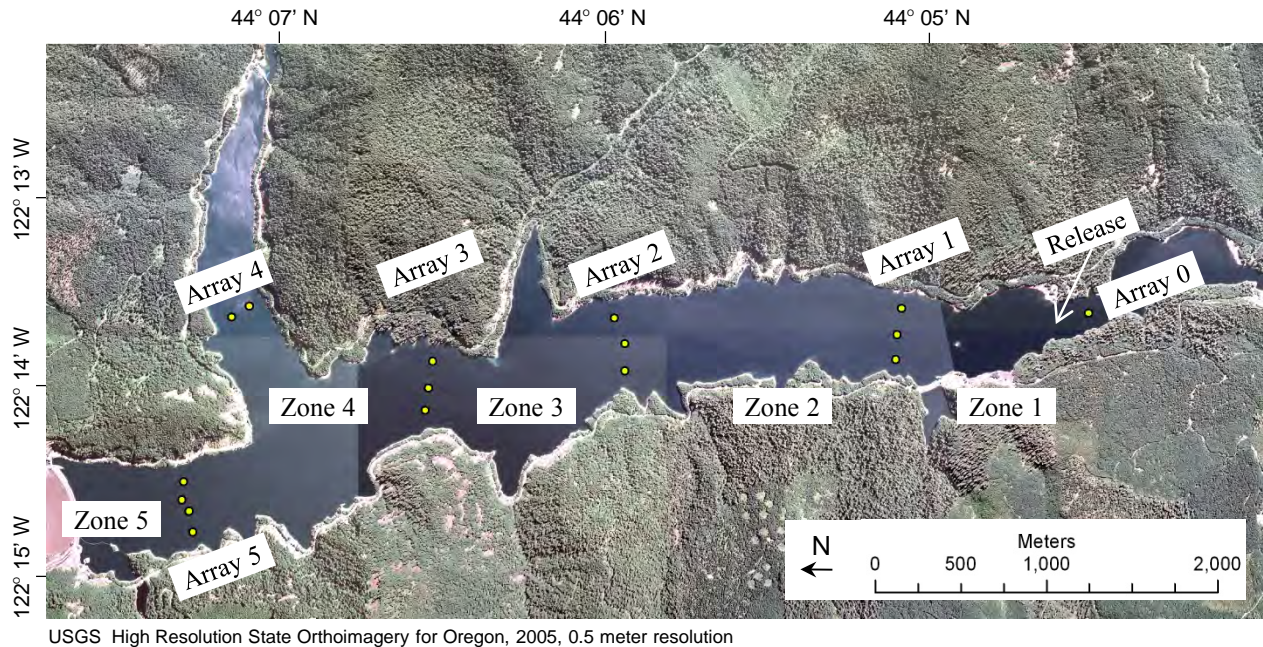 44° 07’ N
44° 06’ N
44° 05’ N
122° 13’ W
122° 14’ W
122° 15’ W
Release
Array 0
Array 1
Array 2
Array 3
Array 4
Array 5
Zone 1
Zone 2
Zone 3
Zone 4
Zone 5
N
Meters
0 500 1,000 2,000
USGS High Resolution State Orthoimagery for Oregon, 2005, 0.5 meter resolution